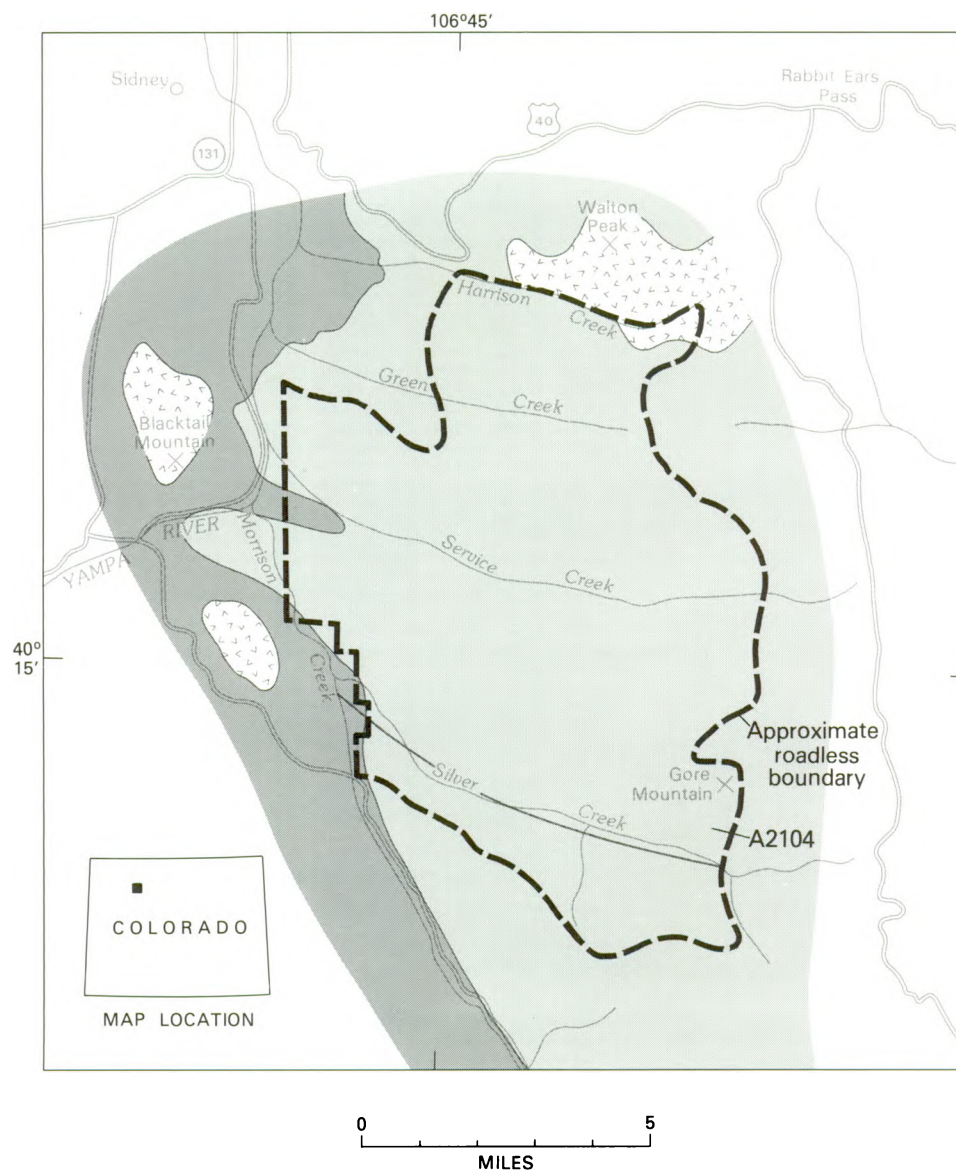 106°45′
Sidney
Rabbit Ears
Pass
40
131
Walton
Peak
Harrison
Creek
Green
Creek
Blacktail
Mountain
YAMPA RIVER
Morrison
Creek
Service
Creek
40°
15′
Approximate
roadless
boundary
Silver
Creek
Gore
Mountain
A2104
COLORADO
MAP LOCATION
0 5
MILES